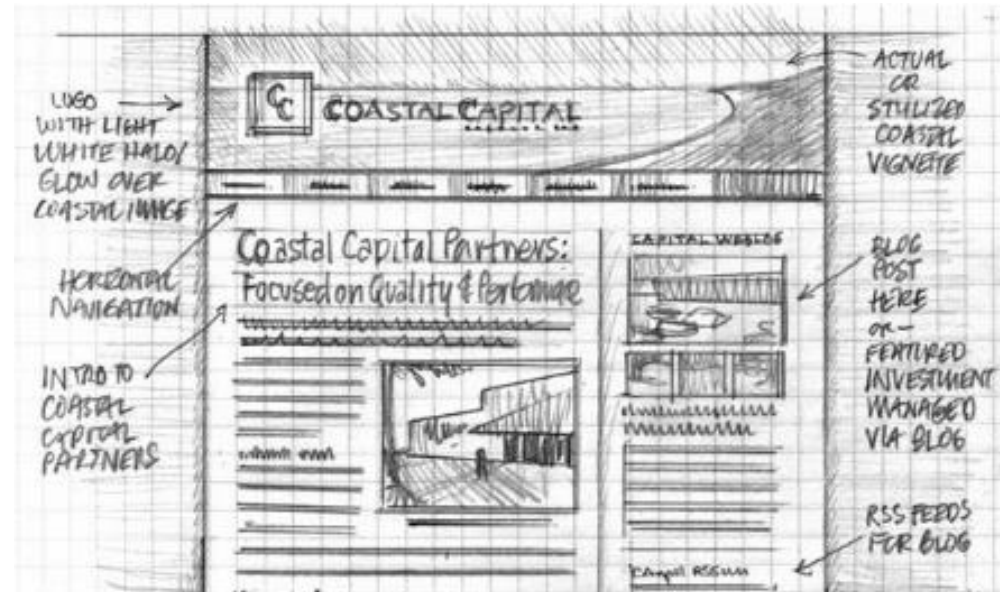 LOGO
WITH LIGHT
WHITE HALO/
GLOW OVER
COASTAL IMAGE
HORIZONTAL
NAVIGATION
INTRO TO
COASTAL
CAPITAL
PARTNERS
CC
COASTAL CAPITAL
Coastal Capital Partners:
Focused on Quality & Performance
CAPITAL WEBLOG
ACTUAL
OR
STYLIZED
COASTAL
VIGNETTE
BLOG
POST
HERE
OR-
FEATURED
INVESTMENT
MANAGED
VIA BLOG
RSS FEEDS
FOR BLOG
RSS